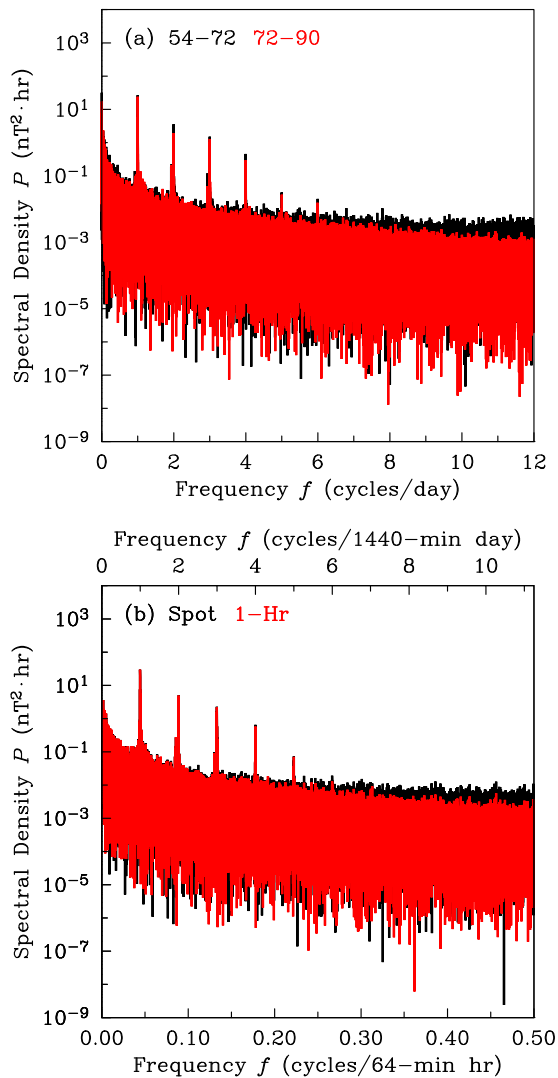 (a) 54−72 72−90
10³
10¹
10⁻¹
10⁻³
10⁻⁵
10⁻⁷
10⁻⁹
Spectral Density P (nT²·hr)
0 2 4 6 8 10 12
Frequency f (cycles/day)
Frequency f (cycles/1440−min day)
0 2 4 6 8 10
(b) Spot 1−Hr
10³
10¹
10⁻¹
10⁻³
10⁻⁵
10⁻⁷
10⁻⁹
Spectral Density P (nT²·hr)
0.00 0.10 0.20 0.30 0.40 0.50
Frequency f (cycles/64−min hr)